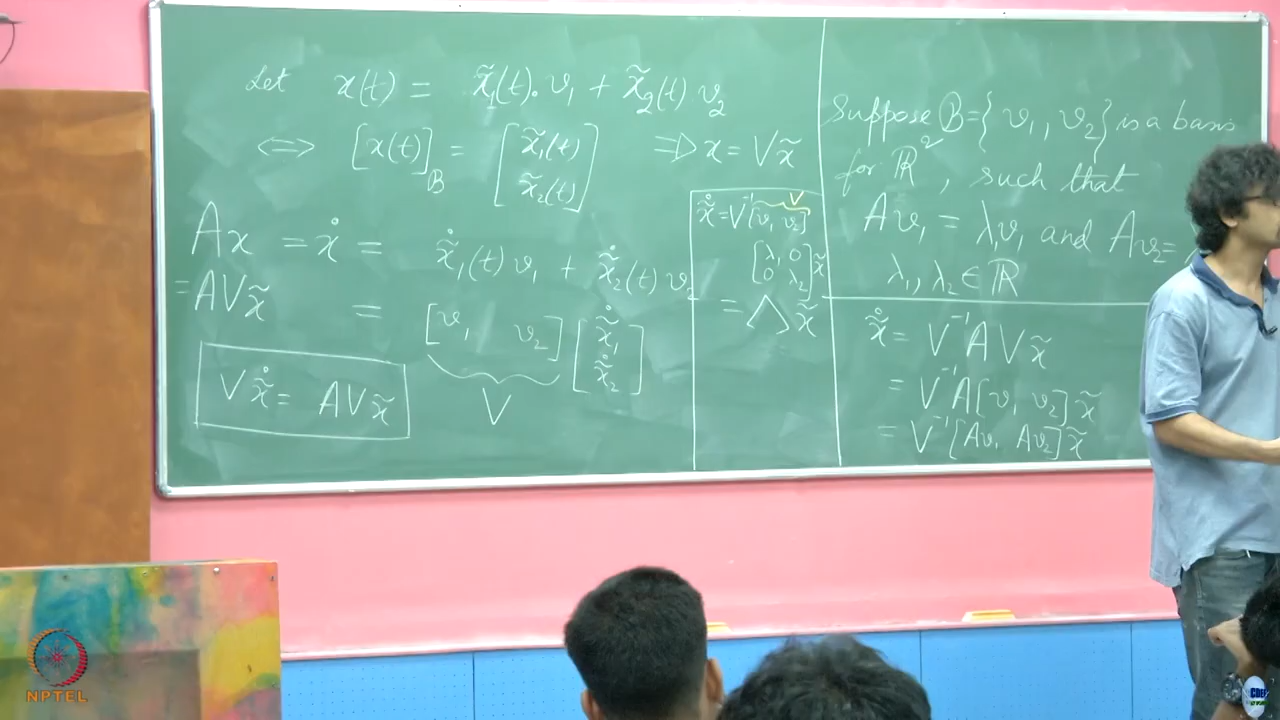 Let x(t) = x̃₁(t). v₁ + x̃₂(t) v₂
⟺ [x(t)]_B = [x̃₁(t) x̃₂(t)] ⇒ x = Vx̃
Ax = ẋ = x̃̇₁(t) v₁ + x̃̇₂(t) v₂
= AVx̃ = [v₁ v₂] [x̃̇₁ x̃̇₂]
V
Vx̃̇ = AVx̃
x̃̇ = V⁻¹[v₁ v₂]
V
[λ₁ 0 0 λ₂] x̃
= Λx̃
Suppose B = {v₁, v₂} is a basis
for ℝ², such that
Av₁ = λ₁v₁ and Av₂ =
λ₁, λ₂ ∈ ℝ
x̃̇ = V⁻¹AVx̃
= V⁻¹A[v₁ v₂]x̃
= V⁻¹[Av₁ Av₂]x̃
NPTEL